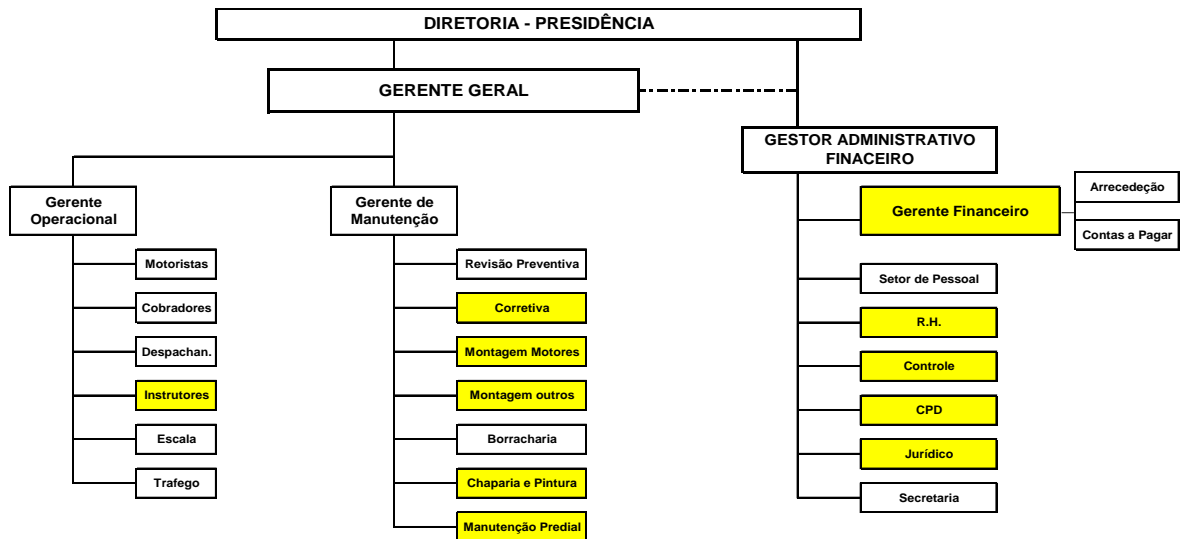 DIRETORIA - PRESIDÊNCIA
GERENTE GERAL
GESTOR ADMINISTRATIVO
FINACEIRO
Gerente
Operacional
Motoristas
Cobradores
Despachan.
Instrutores
Escala
Trafego
Gerente de
Manutenção
Revisão Preventiva
Corretiva
Montagem Motores
Montagem outros
Borracharia
Chaparia e Pintura
Manutenção Predial
Gerente Financeiro
Arrecedeção
Contas a Pagar
Setor de Pessoal
R.H.
Controle
CPD
Jurídico
Secretaria